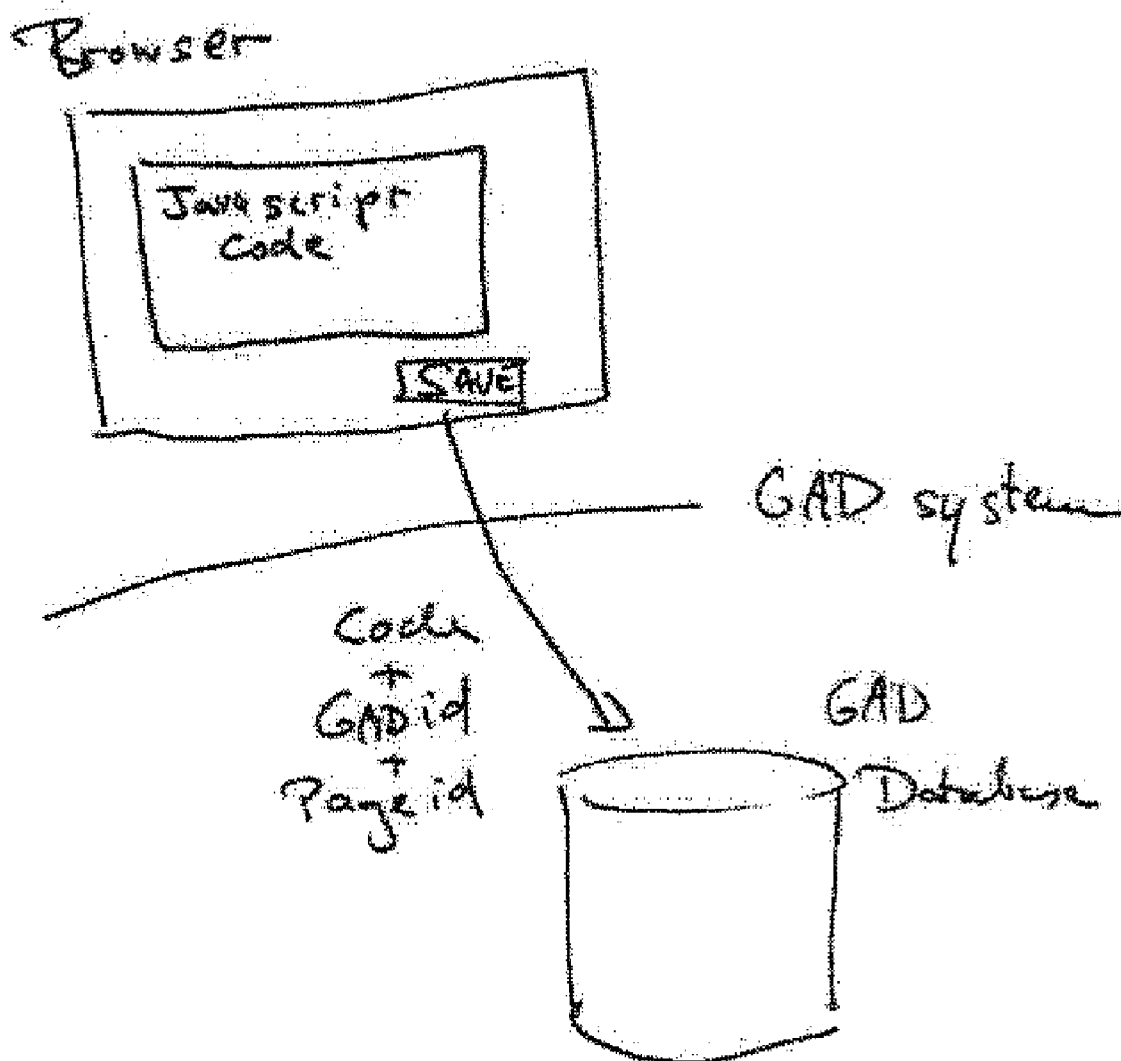 Browser
Javascript
Code
SAVE
GAD system
Code
+
GAD id
+
Page id
GAD
Database